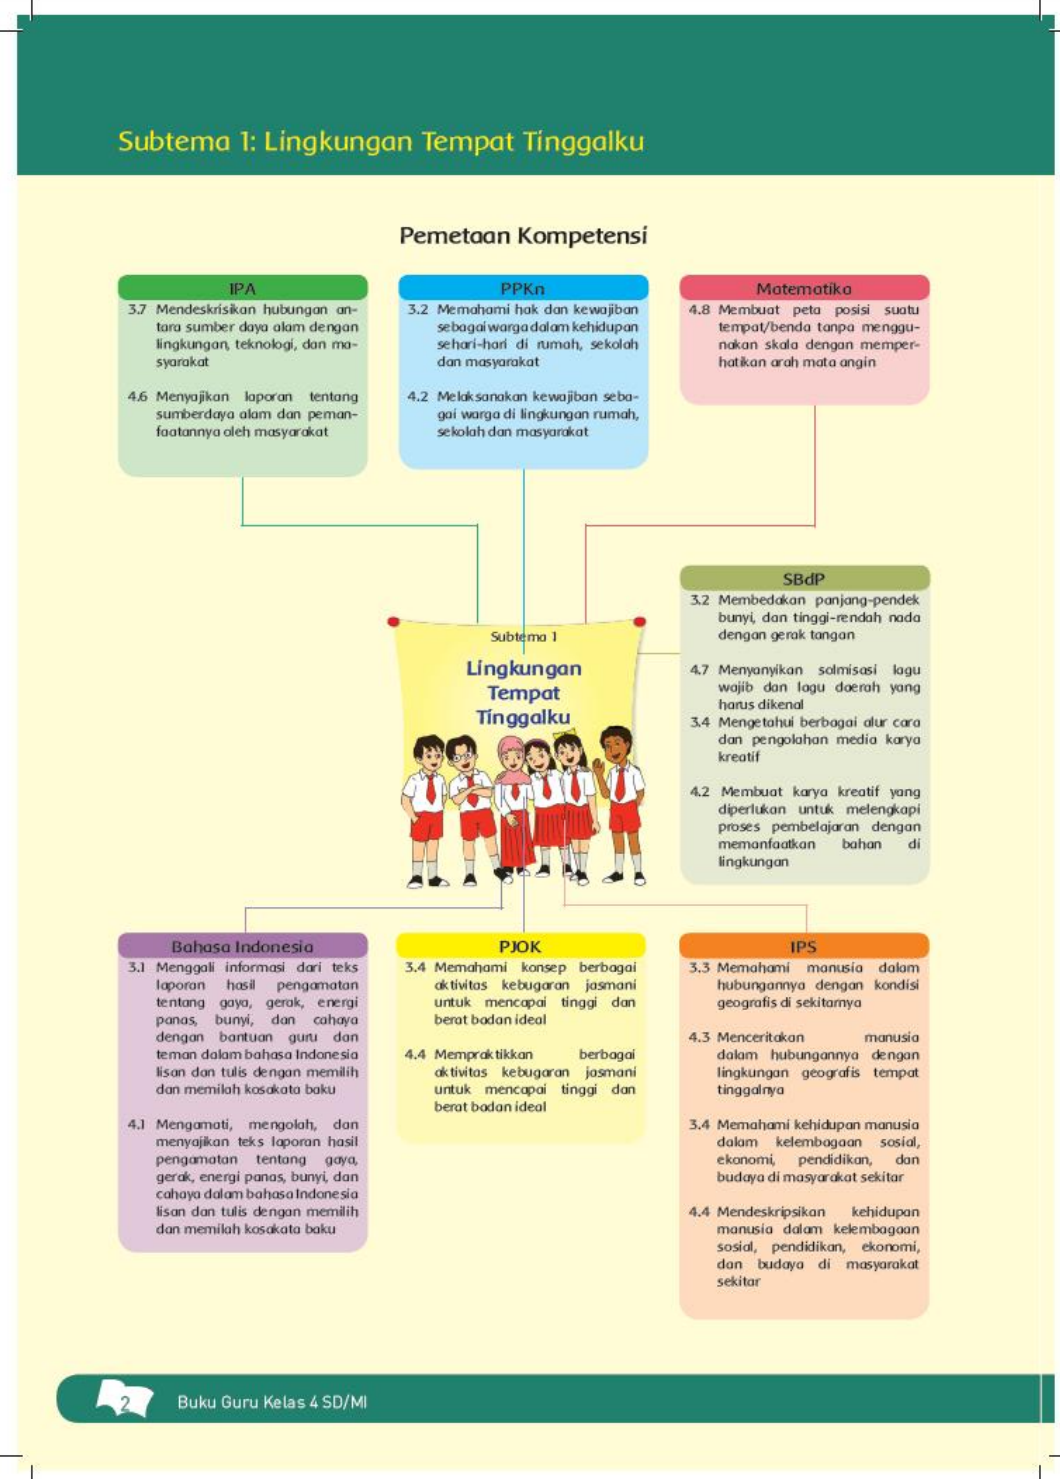 Subtema 1: Lingkungan Tempat Tinggalku
Pemetaan Kompetensi
IPA
3.7 Mendeskrisikan hubungan an-
tara sumber daya alam dengan
lingkungan, teknologi, dan ma-
syarakat
4.6 Menyajikan laporan tentang
sumberdaya alam dan peman-
faatannya oleh masyarakat
PPKn
3.2 Memahami hak dan kewajiban
sebagai warga dalam kehidupan
sehari-hari di rumah, sekolah
dan masyarakat
4.2 Melaksanakan kewajiban seba-
gai warga di lingkungan rumah,
sekolah dan masyarakat
Matematika
4.8 Membuat peta posisi suatu
tempat/benda tanpa menggu-
nakan skala dengan memper-
hatikan arah mata angin
SBdP
3.2 Membedakan panjang-pendek
bunyi, dan tinggi-rendah nada
dengan gerak tangan
4.7 Menyanyikan solmisasi lagu
wajib dan lagu daerah yang
harus dikenal
3.4 Mengetahui berbagai alur cara
dan pengolahan media karya
kreatif
4.2 Membuat karya kreatif yang
diperlukan untuk melengkapi
proses pembelajaran dengan
memanfaatkan bahan di
lingkungan
Subtema 1
Lingkungan
Tempat
Tinggalku
Bahasa Indonesia
3.1 Menggali informasi dari teks
laporan hasil pengamatan
tentang gaya, gerak, energi
panas, bunyi, dan cahaya
dengan bantuan guru dan
teman dalam bahasa Indonesia
lisan dan tulis dengan memilih
dan memilah kosakata baku
4.1 Mengamati, mengolah, dan
menyajikan teks laporan hasil
pengamatan tentang gaya,
gerak, energi panas, bunyi, dan
cahaya dalam bahasa Indonesia
lisan dan tulis dengan memilih
dan memilah kosakata baku
PJOK
3.4 Memahami konsep berbagai
aktivitas kebugaran jasmani
untuk mencapai tinggi dan
berat badan ideal
4.4 Mempraktikkan berbagai
aktivitas kebugaran jasmani
untuk mencapai tinggi dan
berat badan ideal
IPS
3.3 Memahami manusia dalam
hubungannya dengan kondisi
geografis di sekitarnya
4.3 Menceritakan manusia
dalam hubungannya dengan
lingkungan geografis tempat
tinggalnya
3.4 Memahami kehidupan manusia
dalam kelembagaan sosial,
ekonomi, pendidikan, dan
budaya di masyarakat sekitar
4.4 Mendeskripsikan kehidupan
manusia dalam kelembagaan
sosial, pendidikan, ekonomi,
dan budaya di masyarakat
sekitar
2
Buku Guru Kelas 4 SD/MI